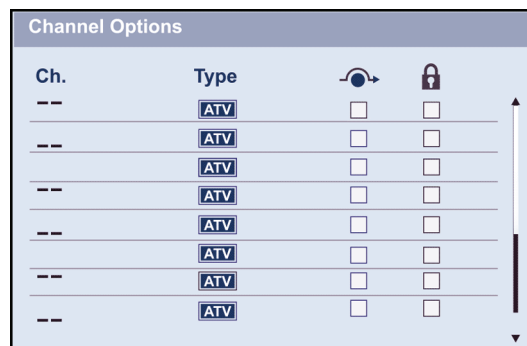 Channel Options
Ch. Type
-- ATV
-- ATV
ATV
-- ATV
-- ATV
ATV
-- ATV
-- ATV